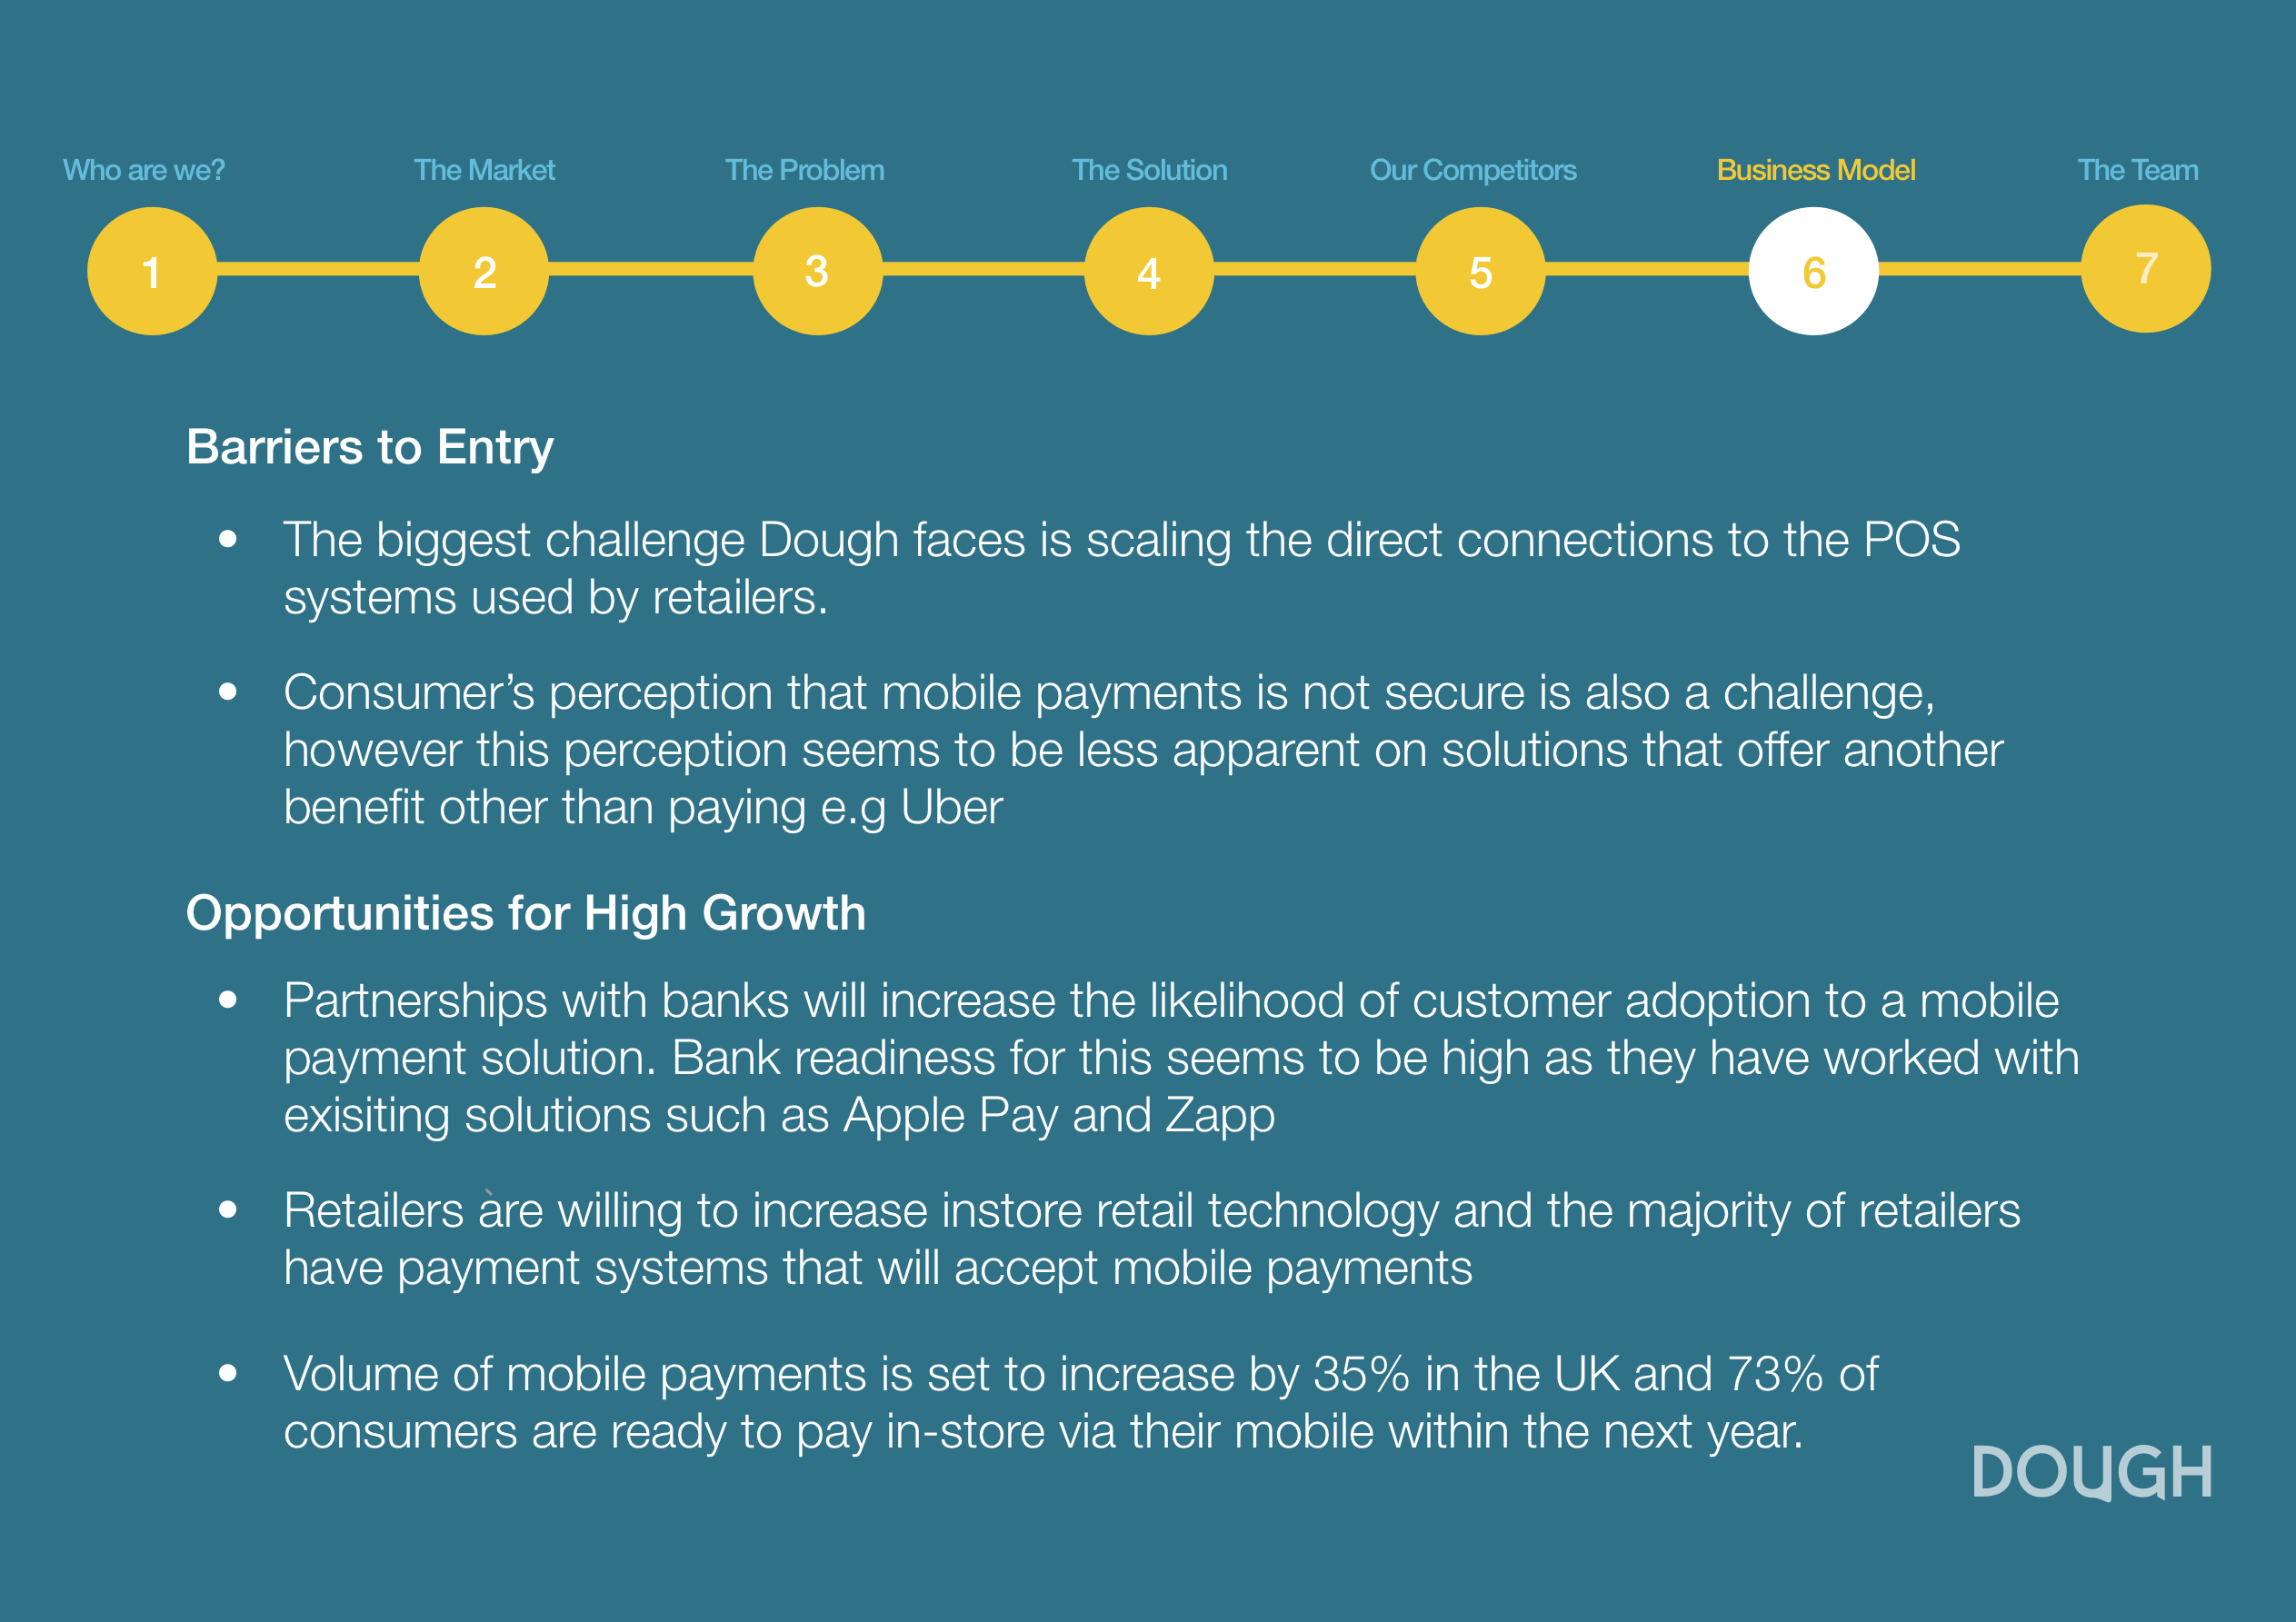 Who are we?
The Market
The Problem
The Solution
Our Competitors
Business Model
The Team
1
2
3
4
5
6
7
Barriers to Entry
• The biggest challenge Dough faces is scaling the direct connections to the POS
systems used by retailers.
• Consumer’s perception that mobile payments is not secure is also a challenge,
however this perception seems to be less apparent on solutions that offer another
benefit other than paying e.g Uber
Opportunities for High Growth
• Partnerships with banks will increase the likelihood of customer adoption to a mobile
payment solution. Bank readiness for this seems to be high as they have worked with
exisiting solutions such as Apple Pay and Zapp
• Retailers are willing to increase instore retail technology and the majority of retailers
have payment systems that will accept mobile payments
• Volume of mobile payments is set to increase by 35% in the UK and 73% of
consumers are ready to pay in-store via their mobile within the next year.
DOUGH